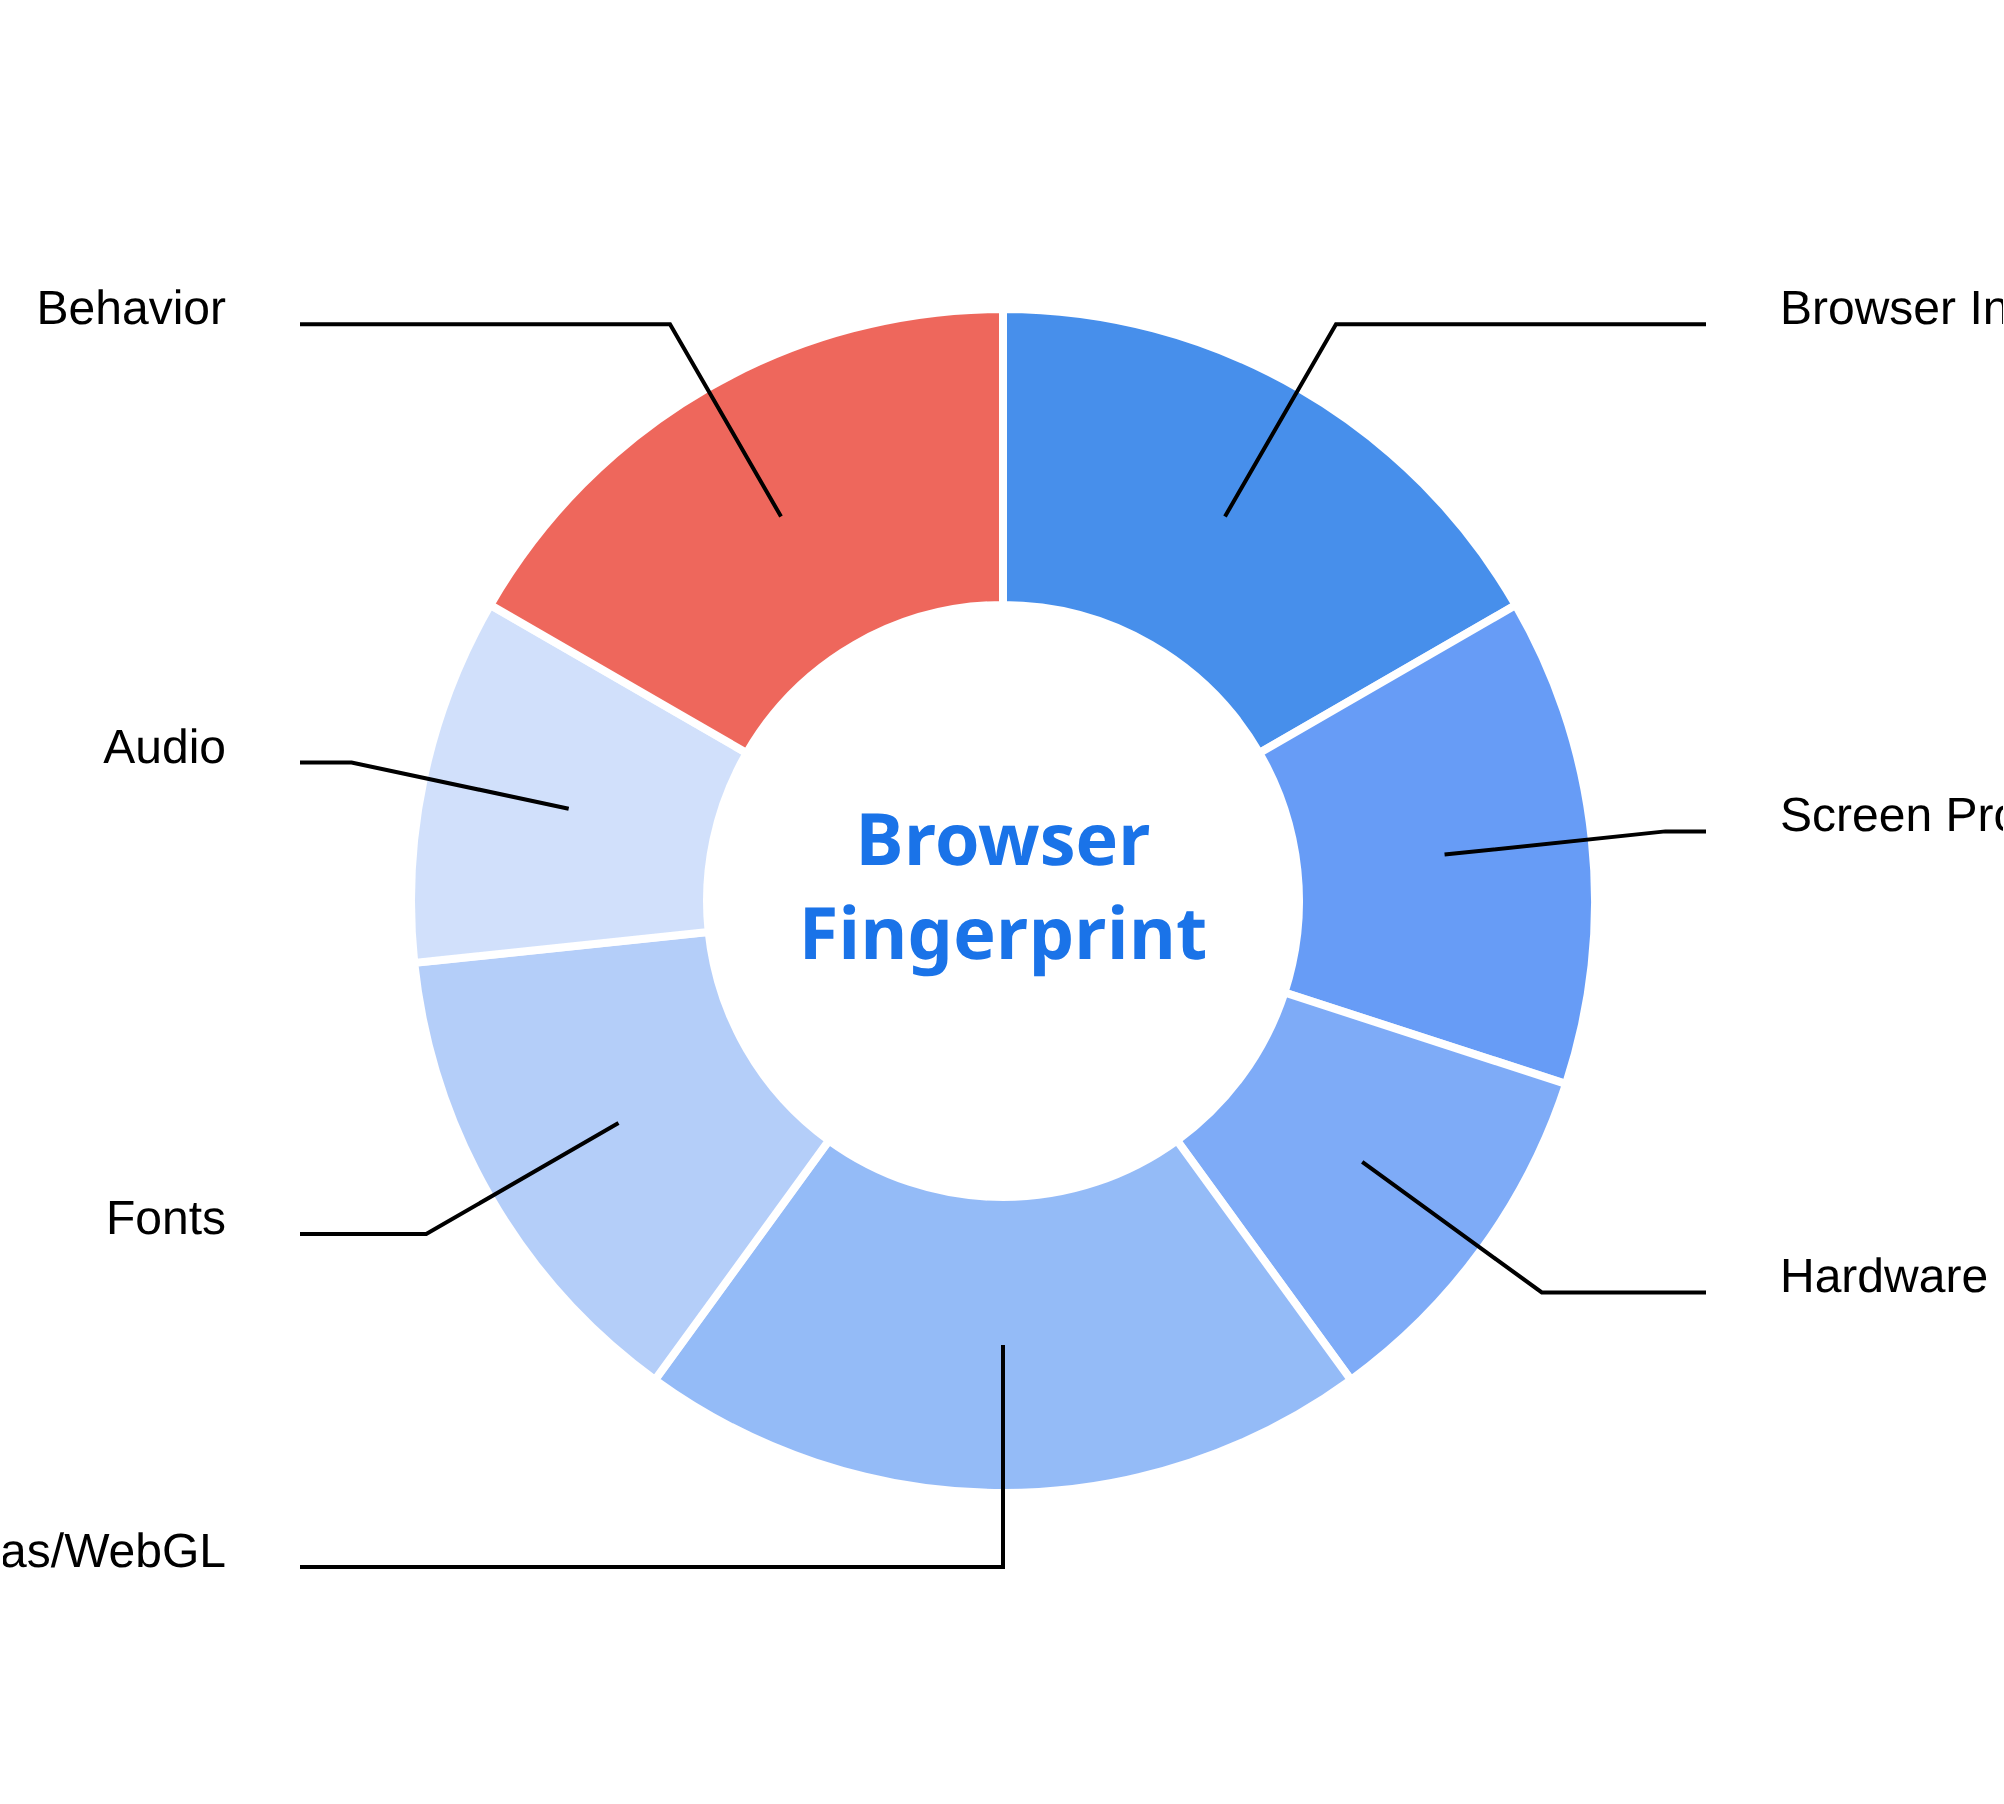 Behavior
Browser In
Audio
Screen Pro
Browser
Fingerprint
Fonts
Hardware
as/WebGL